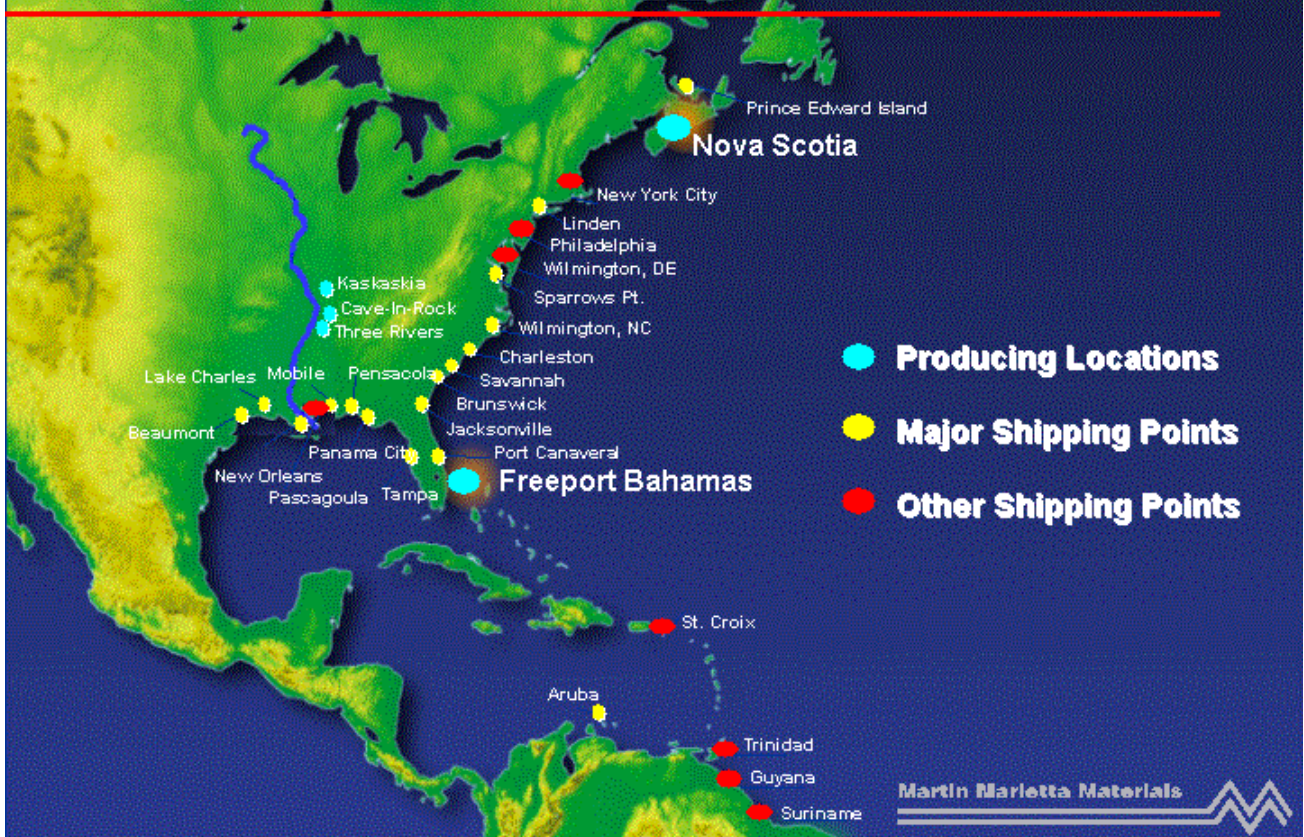 Prince Edward Island
Nova Scotia
New York City
Linden
Philadelphia
Wilmington, DE
Sparrows Pt.
Kaskaskia
Cave-In-Rock
Three Rivers
Wilmington, NC
Charleston
Savannah
Brunswick
Jacksonville
Port Canaveral
Lake Charles
Mobile
Pensacola
Beaumont
Panama City
New Orleans
Pascagoula
Tampa
Freeport Bahamas
Producing Locations
Major Shipping Points
Other Shipping Points
St. Croix
Aruba
Trinidad
Guyana
Suriname
Martin Marietta Materials